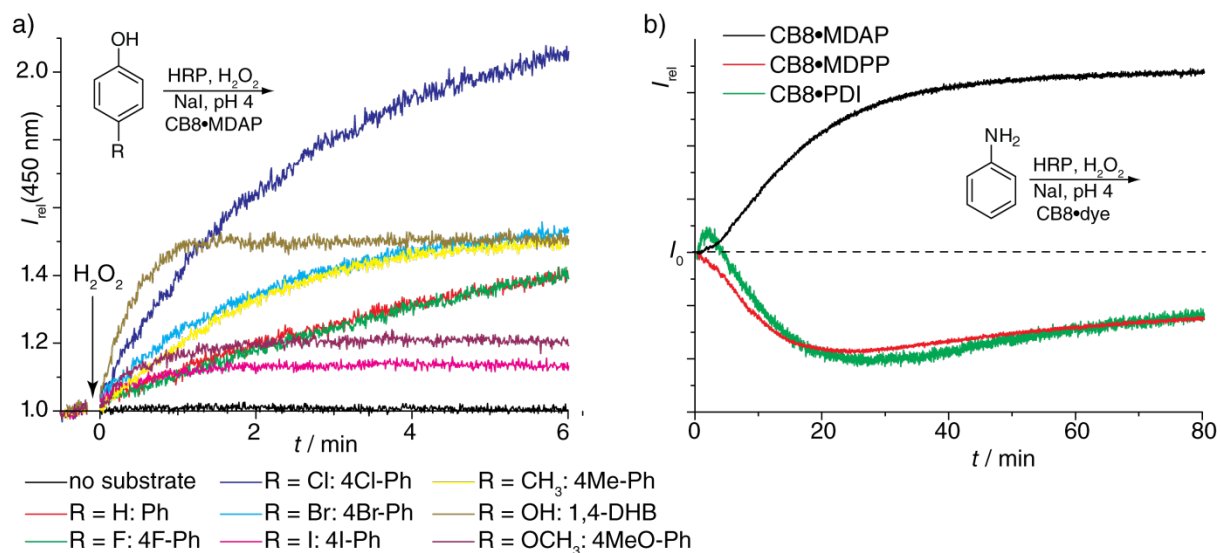 a)
OH
R
HRP, H₂O₂
NaI, pH 4
CB8•MDAP
I_rel(450 nm)
2.0
1.8
1.6
1.4
1.2
1.0
H₂O₂
0
2
4
6
t / min
no substrate
R = H: Ph
R = F: 4F-Ph
R = Cl: 4Cl-Ph
R = Br: 4Br-Ph
R = I: 4I-Ph
R = CH₃: 4Me-Ph
R = OH: 1,4-DHB
R = OCH₃: 4MeO-Ph
b)
I_rel
CB8•MDAP
CB8•MDPP
CB8•PDI
NH₂
HRP, H₂O₂
NaI, pH 4
CB8•dye
I₀
0
20
40
60
80
t / min